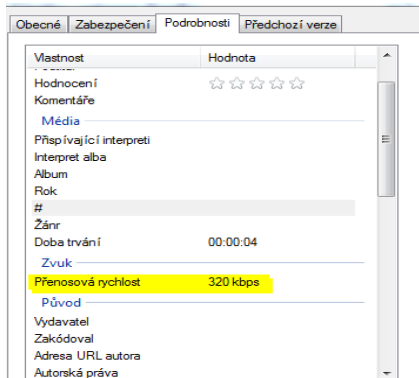 Obecné Zabezpečení Podrobnosti Předchozí verze
Vlastnost Hodnota
Hodnocení
Komentáře
Média
Přispívající interpreti
Interpret alba
Album
Rok
#
Žánr
Doba trvání 00:00:04
Zvuk
Přenosová rychlost 320 kbps
Původ
Vydavatel
Zakódoval
Adresa URL autora
Autorská práva